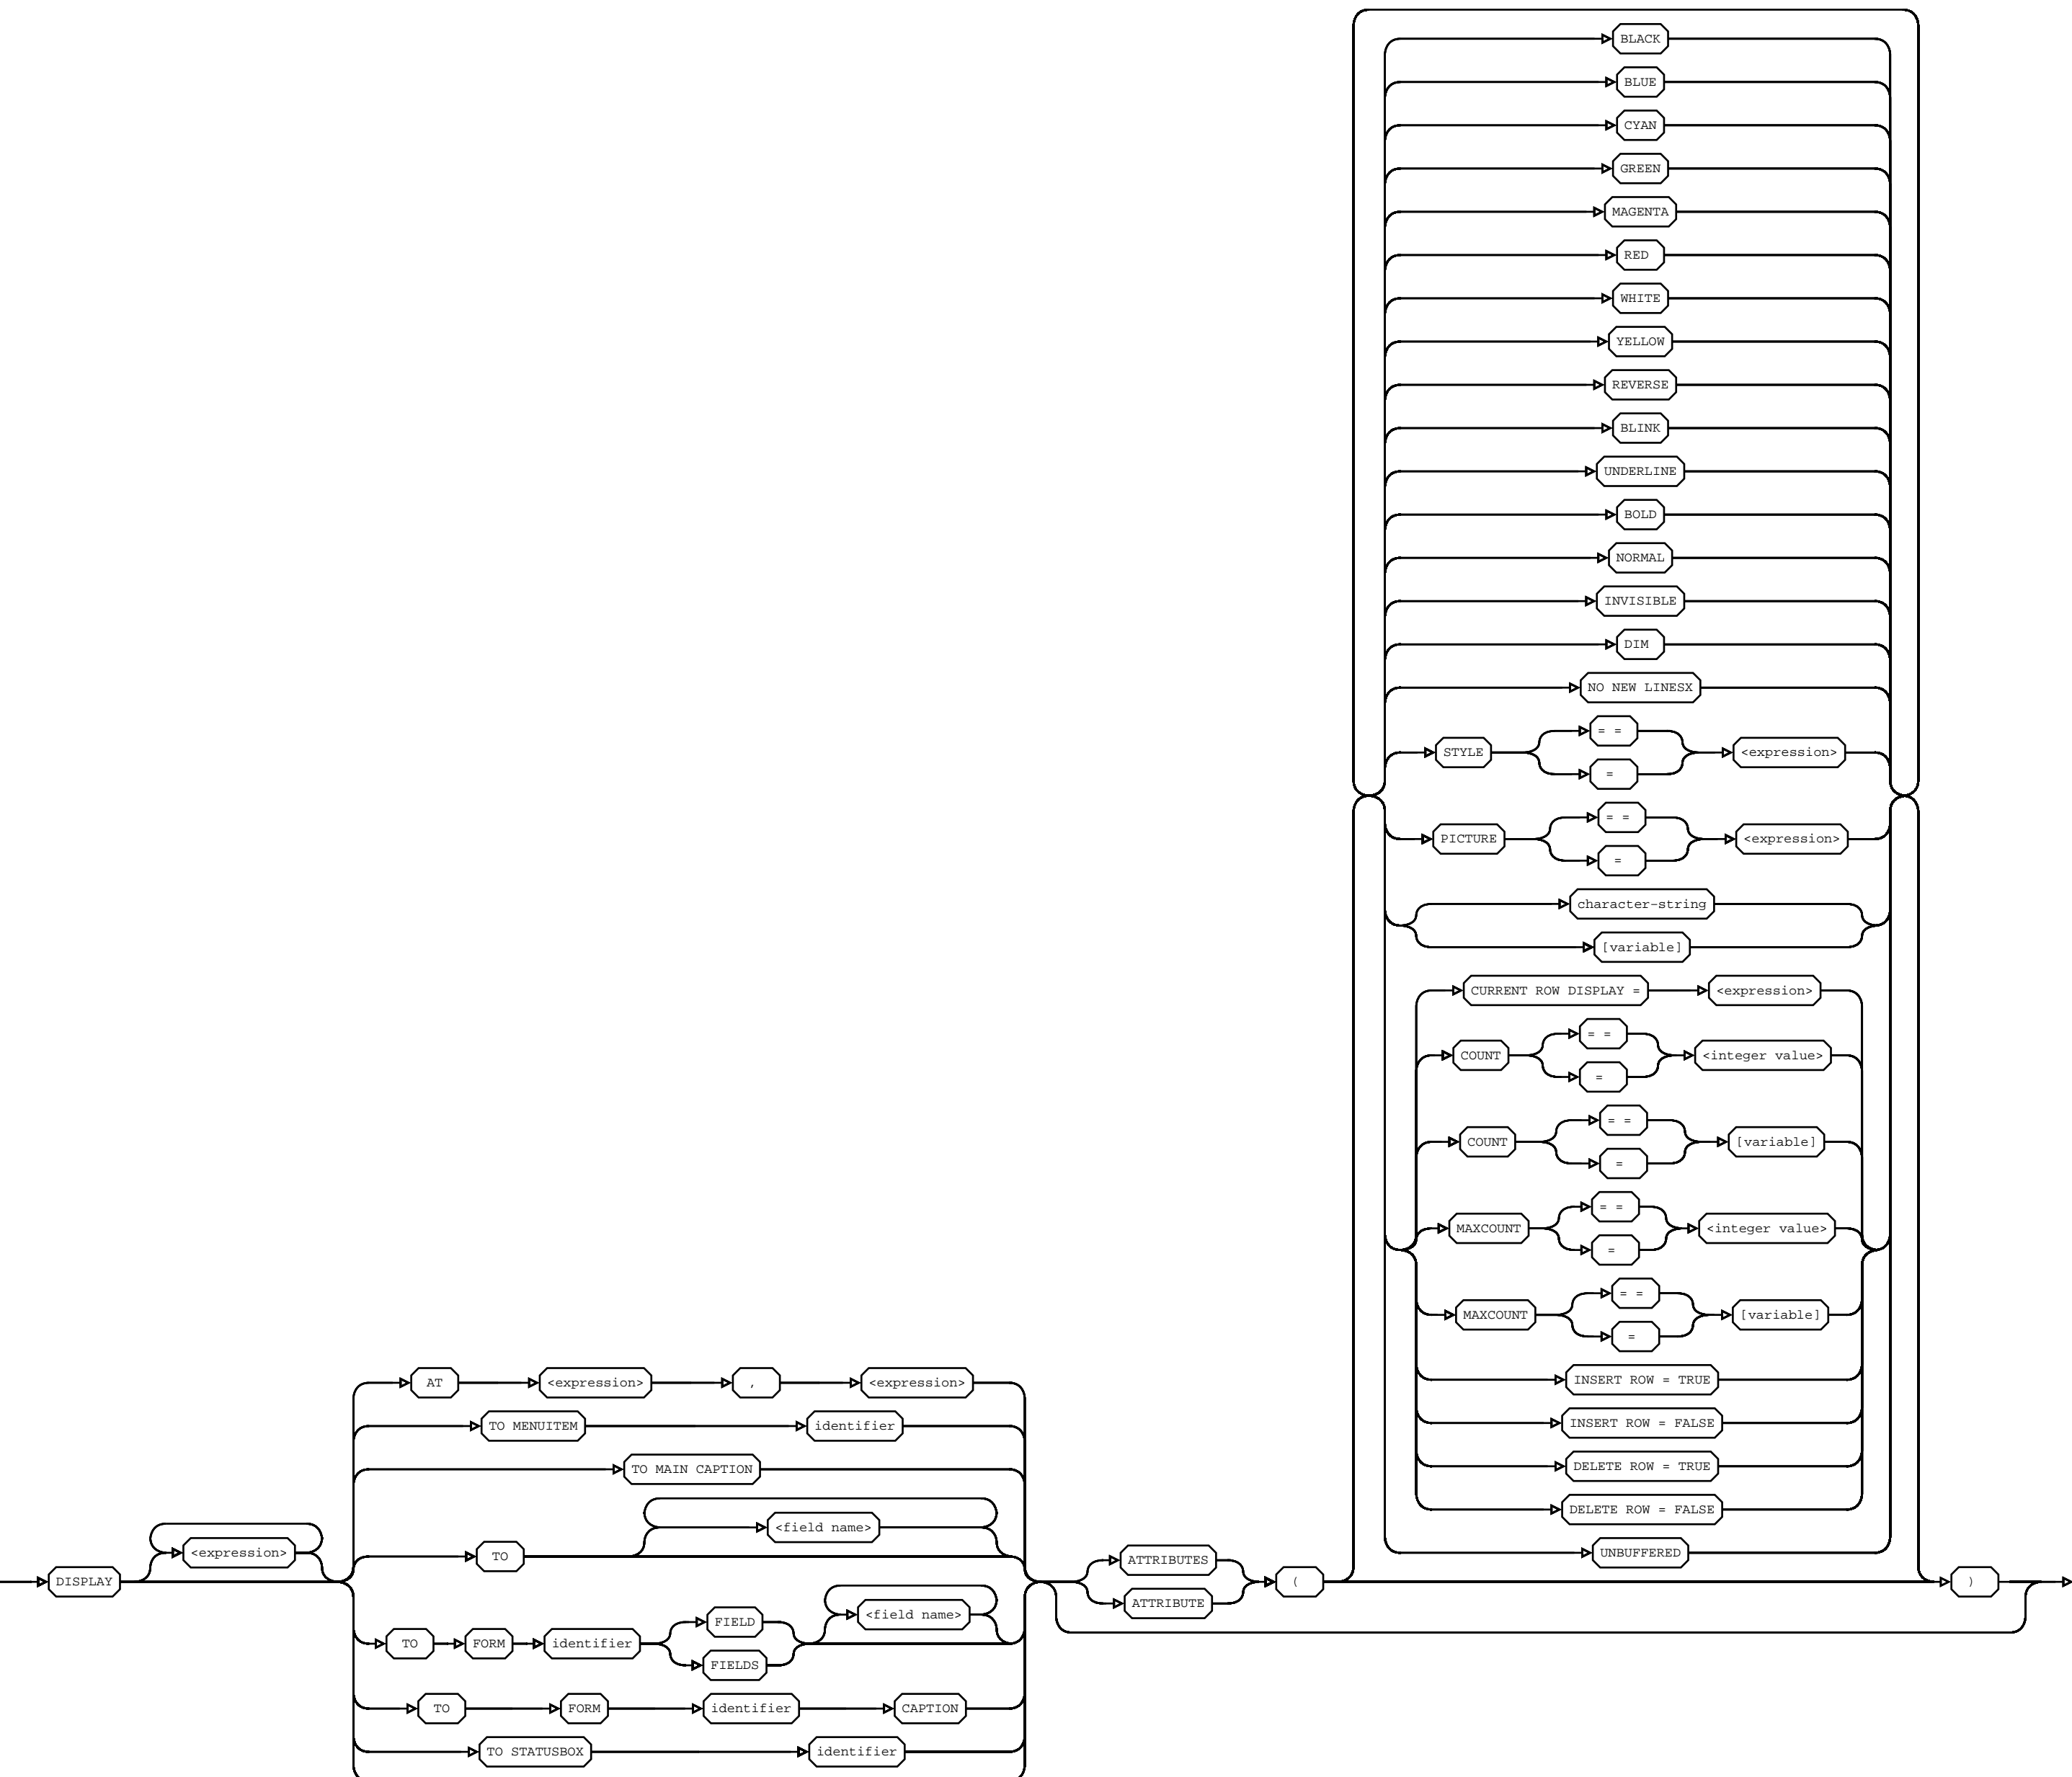 BLACK
BLUE
CYAN
GREEN
MAGENTA
RED
WHITE
YELLOW
REVERSE
BLINK
UNDERLINE
BOLD
NORMAL
INVISIBLE
DIM
NO NEW LINESX
= =
STYLE <expression>
=
= =
PICTURE <expression>
=
character-string
[variable]
CURRENT ROW DISPLAY = <expression>
= =
COUNT <integer value>
=
= =
COUNT [variable]
=
= =
MAXCOUNT <integer value>
=
= =
MAXCOUNT [variable]
=
INSERT ROW = TRUE
INSERT ROW = FALSE
DELETE ROW = TRUE
DELETE ROW = FALSE
UNBUFFERED
AT <expression> , <expression>
TO MENUITEM identifier
TO MAIN CAPTION
<field name>
TO
<expression>
DISPLAY
ATTRIBUTES
ATTRIBUTE
( )
<field name>
FIELD
TO FORM identifier
FIELDS
TO FORM identifier CAPTION
TO STATUSBOX identifier